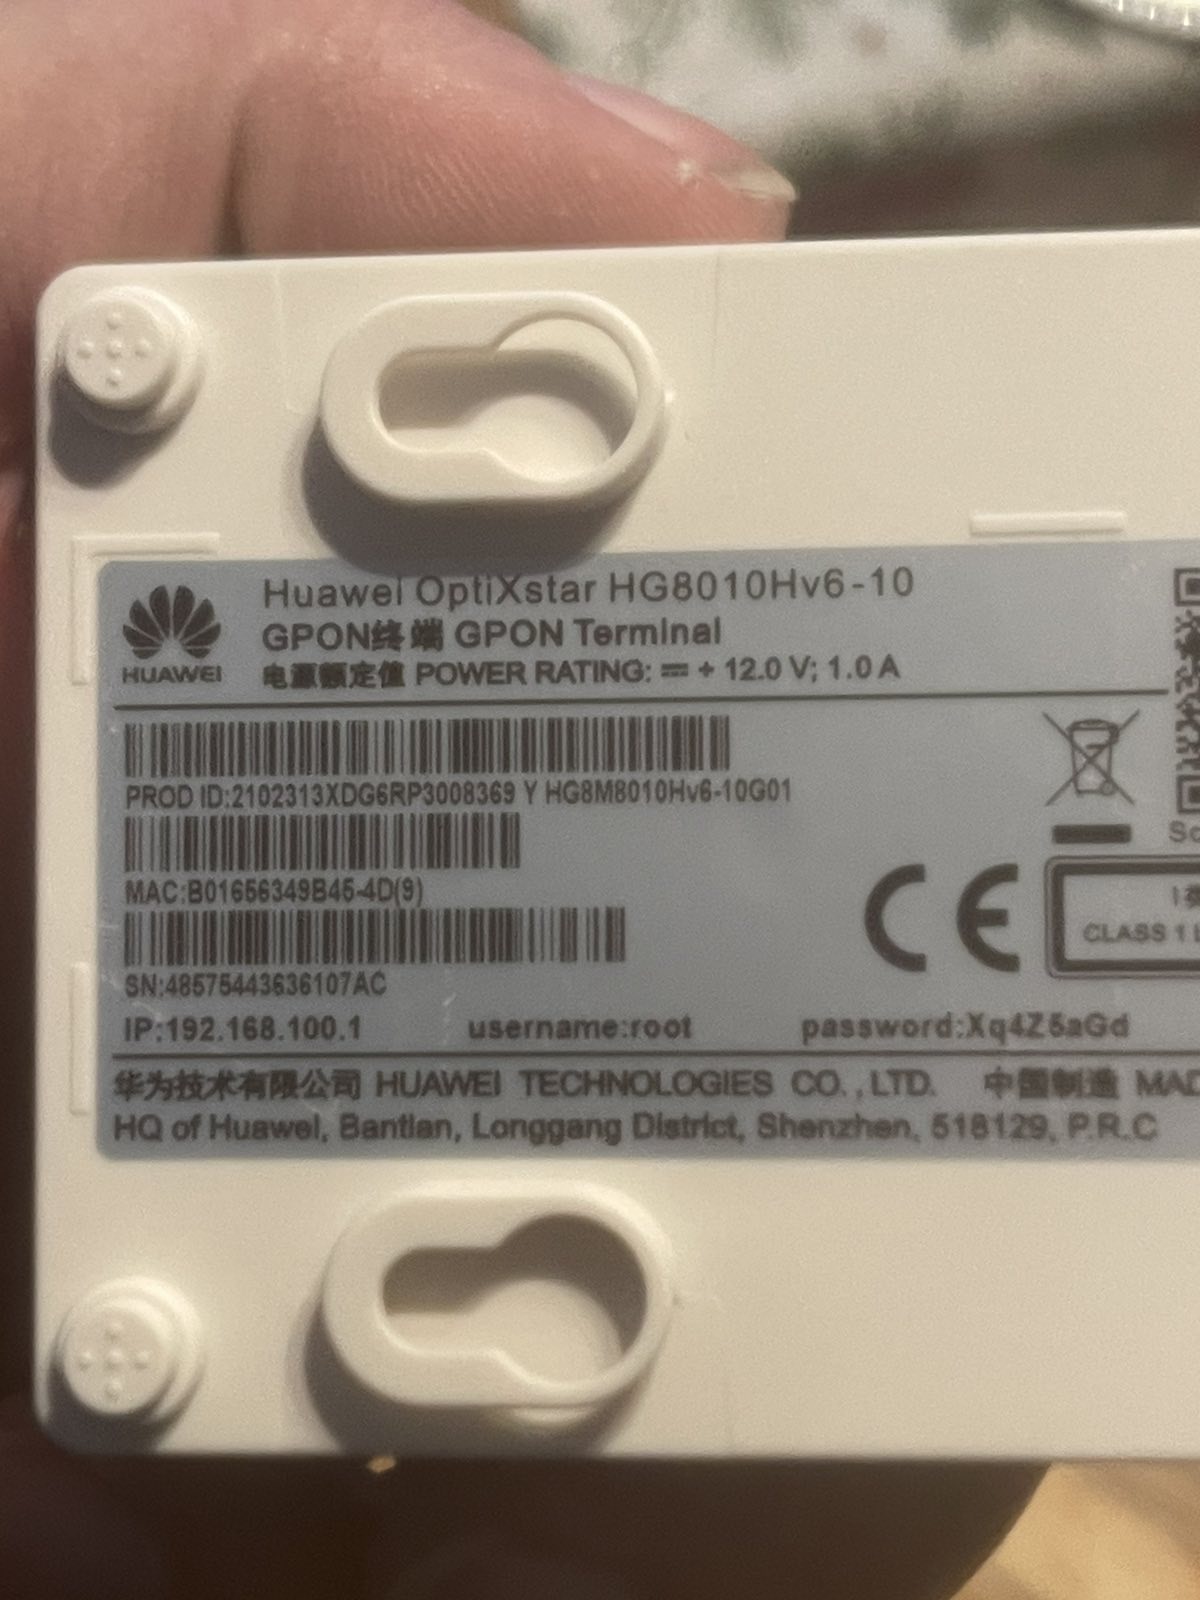 Huawei OptiXstar HG8010Hv6-10
GPON终端 GPON Terminal
HUAWEI
电源额定值 POWER RATING: ⎓ + 12.0 V; 1.0 A
PROD ID:2102313XDG6RP3008369 Y HG8M8010Hv6-10G01
MAC:B01656349B45-4D(9)
SN:48575443636107AC
CE
CLASS 1
IP:192.168.100.1 username:root password:Xq4Z5aGd
华为技术有限公司 HUAWEI TECHNOLOGIES CO.,LTD. 中国制造
HQ of Huawei, Bantian, Longgang District, Shenzhen, 518129, P.R.C